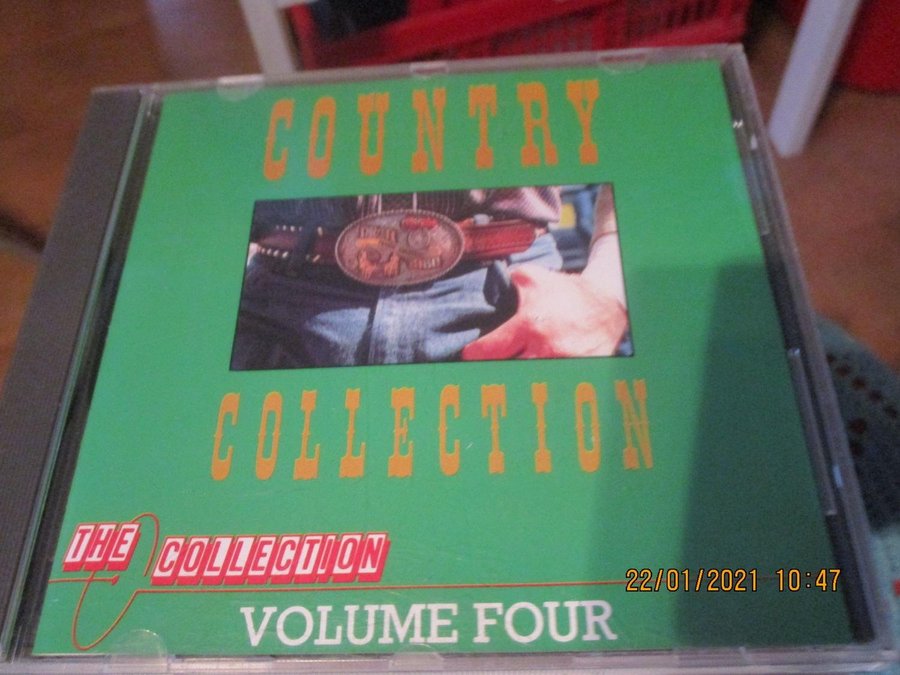 COUNTRY
COLLECTION
THE COLLECTION
VOLUME FOUR
22/01/2021 10:47